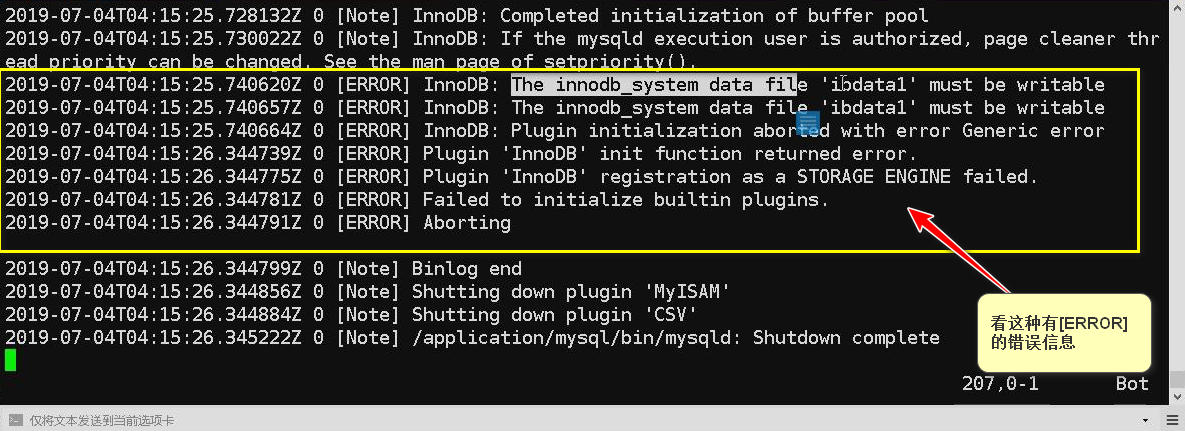 2019-07-04T04:15:25.728132Z 0 [Note] InnoDB: Completed initialization of buffer pool
2019-07-04T04:15:25.730022Z 0 [Note] InnoDB: If the mysqld execution user is authorized, page cleaner thr
ead priority can be changed. See the man page of setpriority().
2019-07-04T04:15:25.740620Z 0 [ERROR] InnoDB: The innodb_system data file 'ibdata1' must be writable
2019-07-04T04:15:25.740657Z 0 [ERROR] InnoDB: The innodb_system data file 'ibdata1' must be writable
2019-07-04T04:15:25.740664Z 0 [ERROR] InnoDB: Plugin initialization aborted with error Generic error
2019-07-04T04:15:26.344739Z 0 [ERROR] Plugin 'InnoDB' init function returned error.
2019-07-04T04:15:26.344775Z 0 [ERROR] Plugin 'InnoDB' registration as a STORAGE ENGINE failed.
2019-07-04T04:15:26.344781Z 0 [ERROR] Failed to initialize builtin plugins.
2019-07-04T04:15:26.344791Z 0 [ERROR] Aborting
2019-07-04T04:15:26.344799Z 0 [Note] Binlog end
2019-07-04T04:15:26.344856Z 0 [Note] Shutting down plugin 'MyISAM'
2019-07-04T04:15:26.344884Z 0 [Note] Shutting down plugin 'CSV'
2019-07-04T04:15:26.345222Z 0 [Note] /application/mysql/bin/mysqld: Shutdown complete
看这种有[ERROR]
的错误信息
207,0-1 Bot
仅将文本发送到当前选项卡